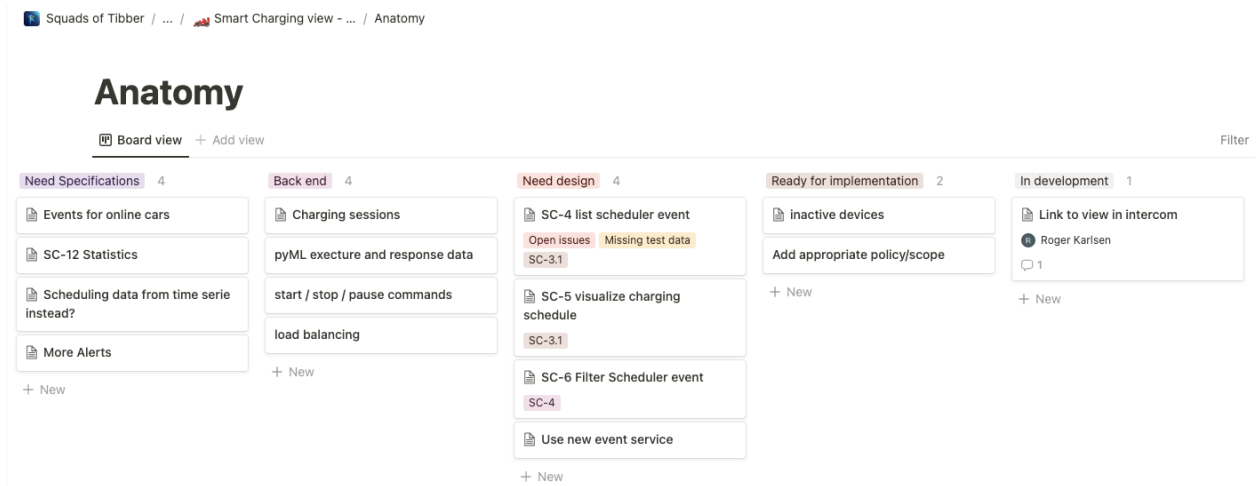 Squads of Tibber / ... / Smart Charging view - ... / Anatomy
Anatomy
Board view + Add view
Filter
Need Specifications 4
Events for online cars
SC-12 Statistics
Scheduling data from time serie
instead?
More Alerts
+ New
Back end 4
Charging sessions
pyML execture and response data
start / stop / pause commands
load balancing
+ New
Need design 4
SC-4 list scheduler event
Open issues Missing test data
SC-3.1
SC-5 visualize charging
schedule
SC-3.1
SC-6 Filter Scheduler event
SC-4
Use new event service
+ New
Ready for implementation 2
inactive devices
Add appropriate policy/scope
+ New
In development 1
Link to view in intercom
R Roger Karlsen
1
+ New